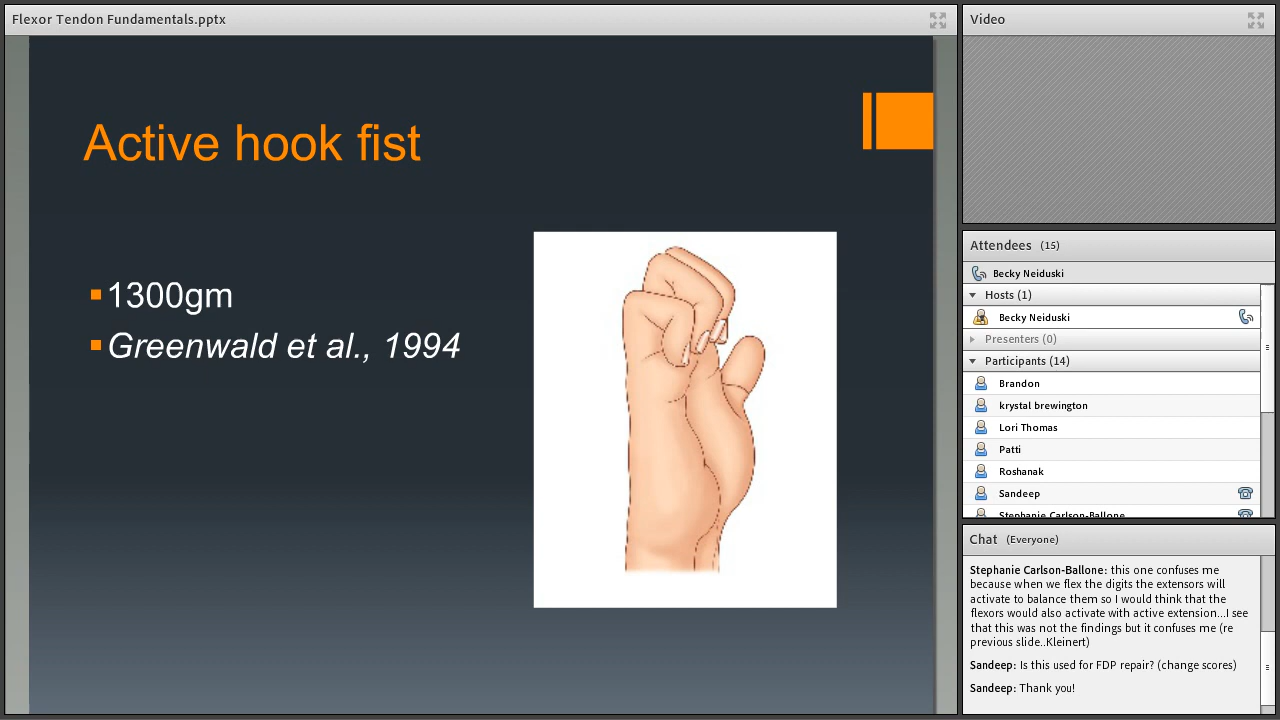 Flexor Tendon Fundamentals.pptx
Active hook fist
1300gm
Greenwald et al., 1994
Video
Attendees (15)
Becky Neiduski
Hosts (1)
Becky Neiduski
Presenters (0)
Participants (14)
Brandon
krystal brewington
Lori Thomas
Patti
Roshanak
Sandeep
Stephanie Carlson-Ballone
Chat (Everyone)
Stephanie Carlson-Ballone: this one confuses me
because when we flex the digits the extensors will
activate to balance them so I would think that the
flexors would also activate with active extension...I see
that this was not the findings but it confuses me (re
previous slide..Kleinert)
Sandeep: Is this used for FDP repair? (change scores)
Sandeep: Thank you!